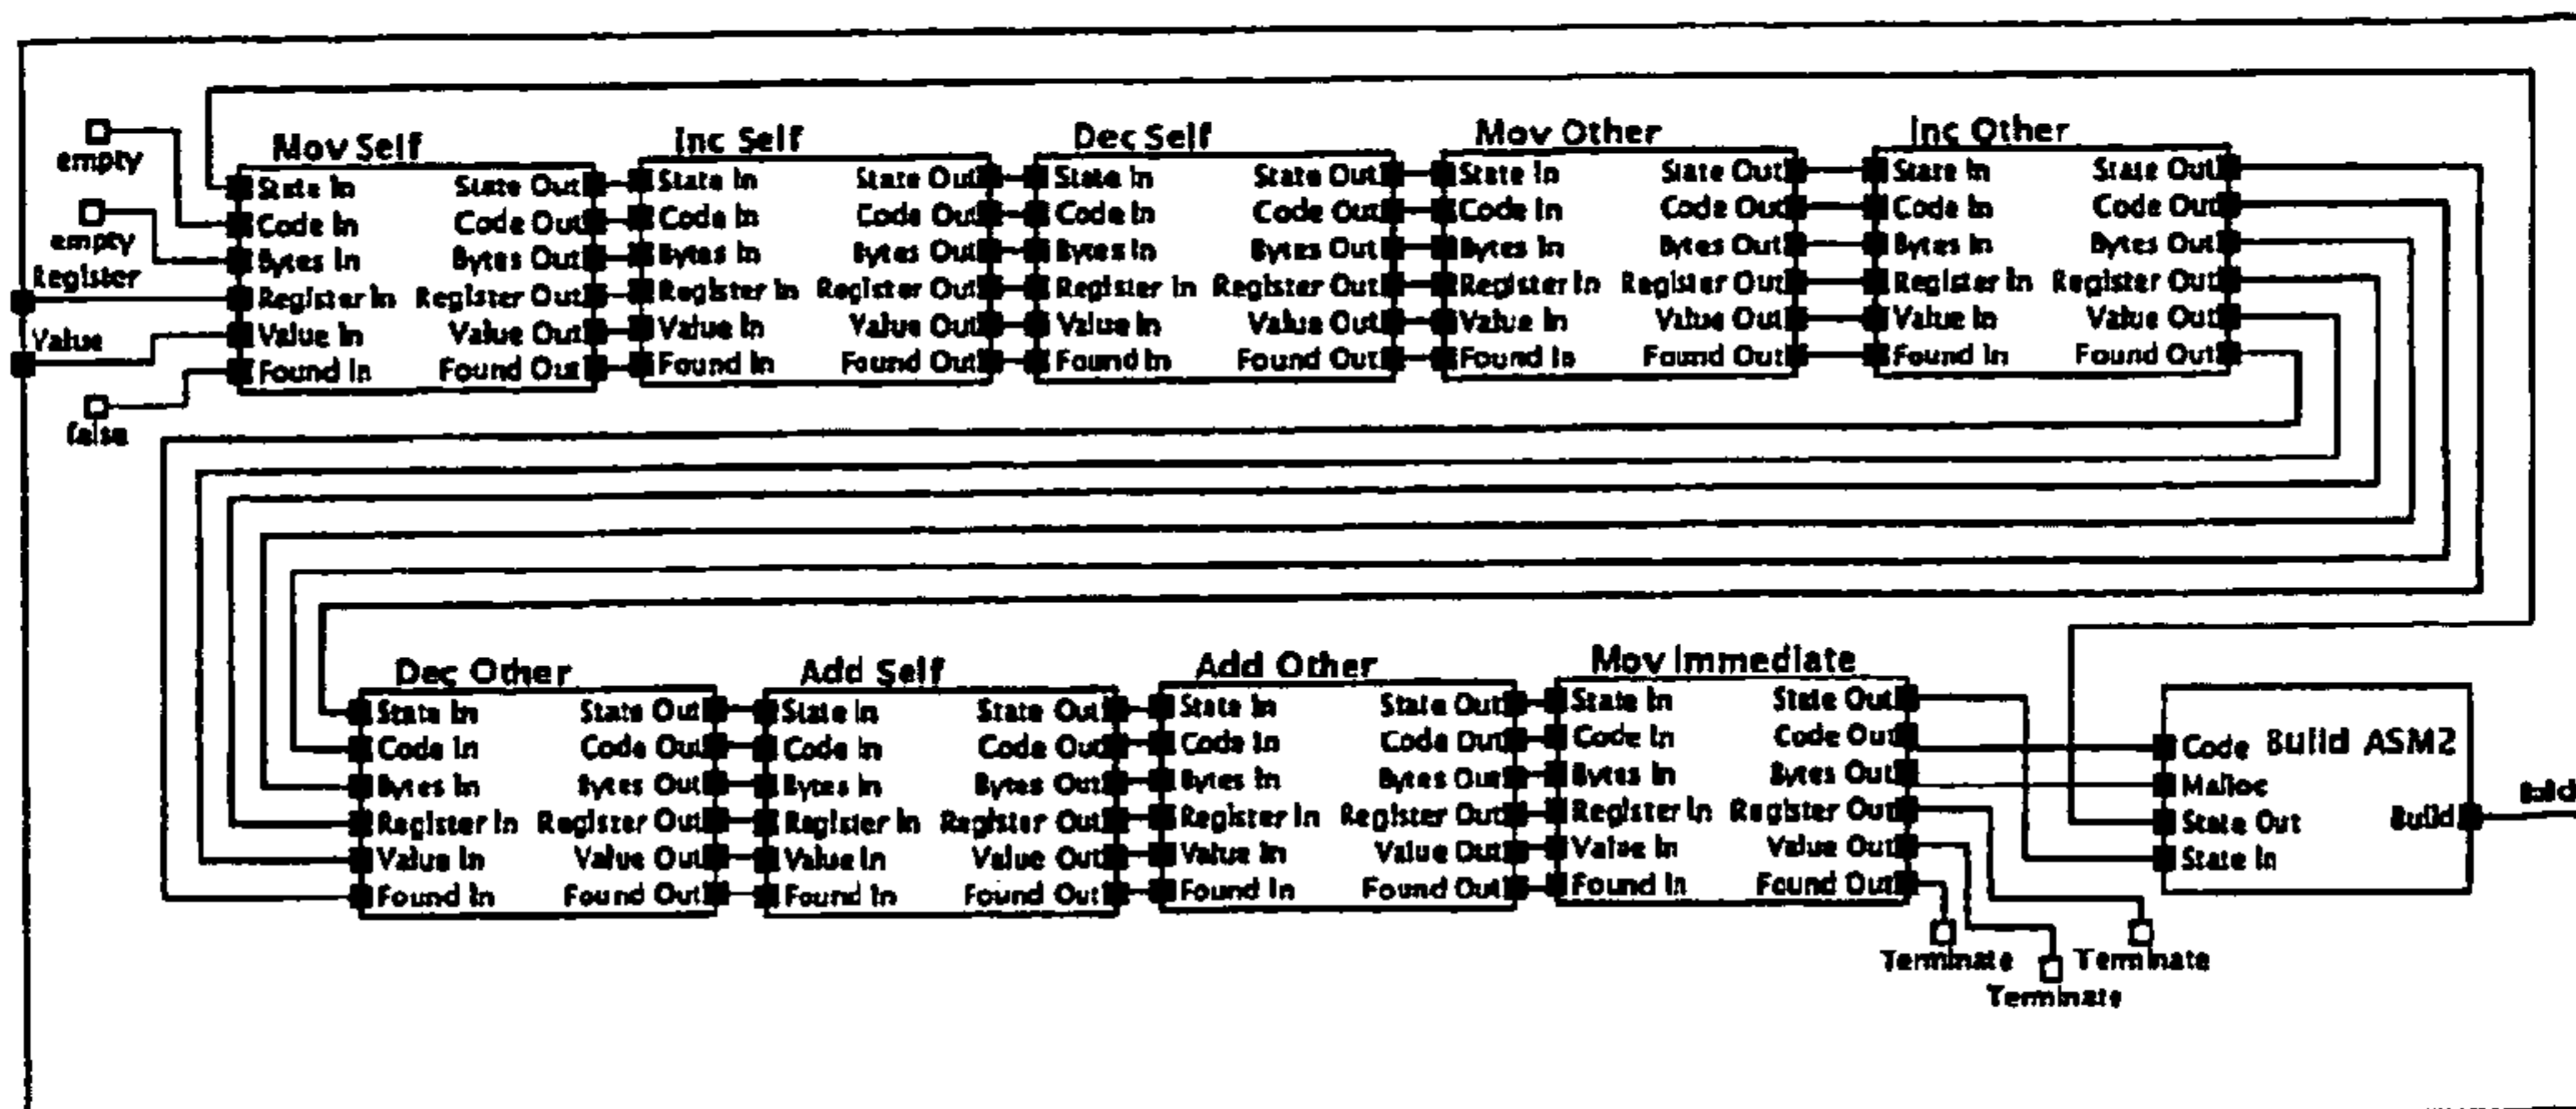 empty
empty
Register
Value
false
Mov Self
State In State Out
Code In Code Out
Bytes In Bytes Out
Register In Register Out
Value In Value Out
Found In Found Out
Inc Self
State In State Out
Code In Code Out
Bytes In Bytes Out
Register In Register Out
Value In Value Out
Found In Found Out
Dec Self
State In State Out
Code In Code Out
Bytes In Bytes Out
Register In Register Out
Value In Value Out
Found In Found Out
Mov Other
State In State Out
Code In Code Out
Bytes In Bytes Out
Register In Register Out
Value In Value Out
Found In Found Out
Inc Other
State In State Out
Code In Code Out
Bytes In Bytes Out
Register In Register Out
Value In Value Out
Found In Found Out
Dec Other
State In State Out
Code In Code Out
Bytes In Bytes Out
Register In Register Out
Value In Value Out
Found In Found Out
Add Self
State In State Out
Code In Code Out
Bytes In Bytes Out
Register In Register Out
Value In Value Out
Found In Found Out
Add Other
State In State Out
Code In Code Out
Bytes In Bytes Out
Register In Register Out
Value In Value Out
Found In Found Out
Mov Immediate
State In State Out
Code In Code Out
Bytes In Bytes Out
Register In Register Out
Value In Value Out
Found In Found Out
Build ASM2
Code
Malloc
State Out
State In
Build
Terminate
Terminate
Terminate